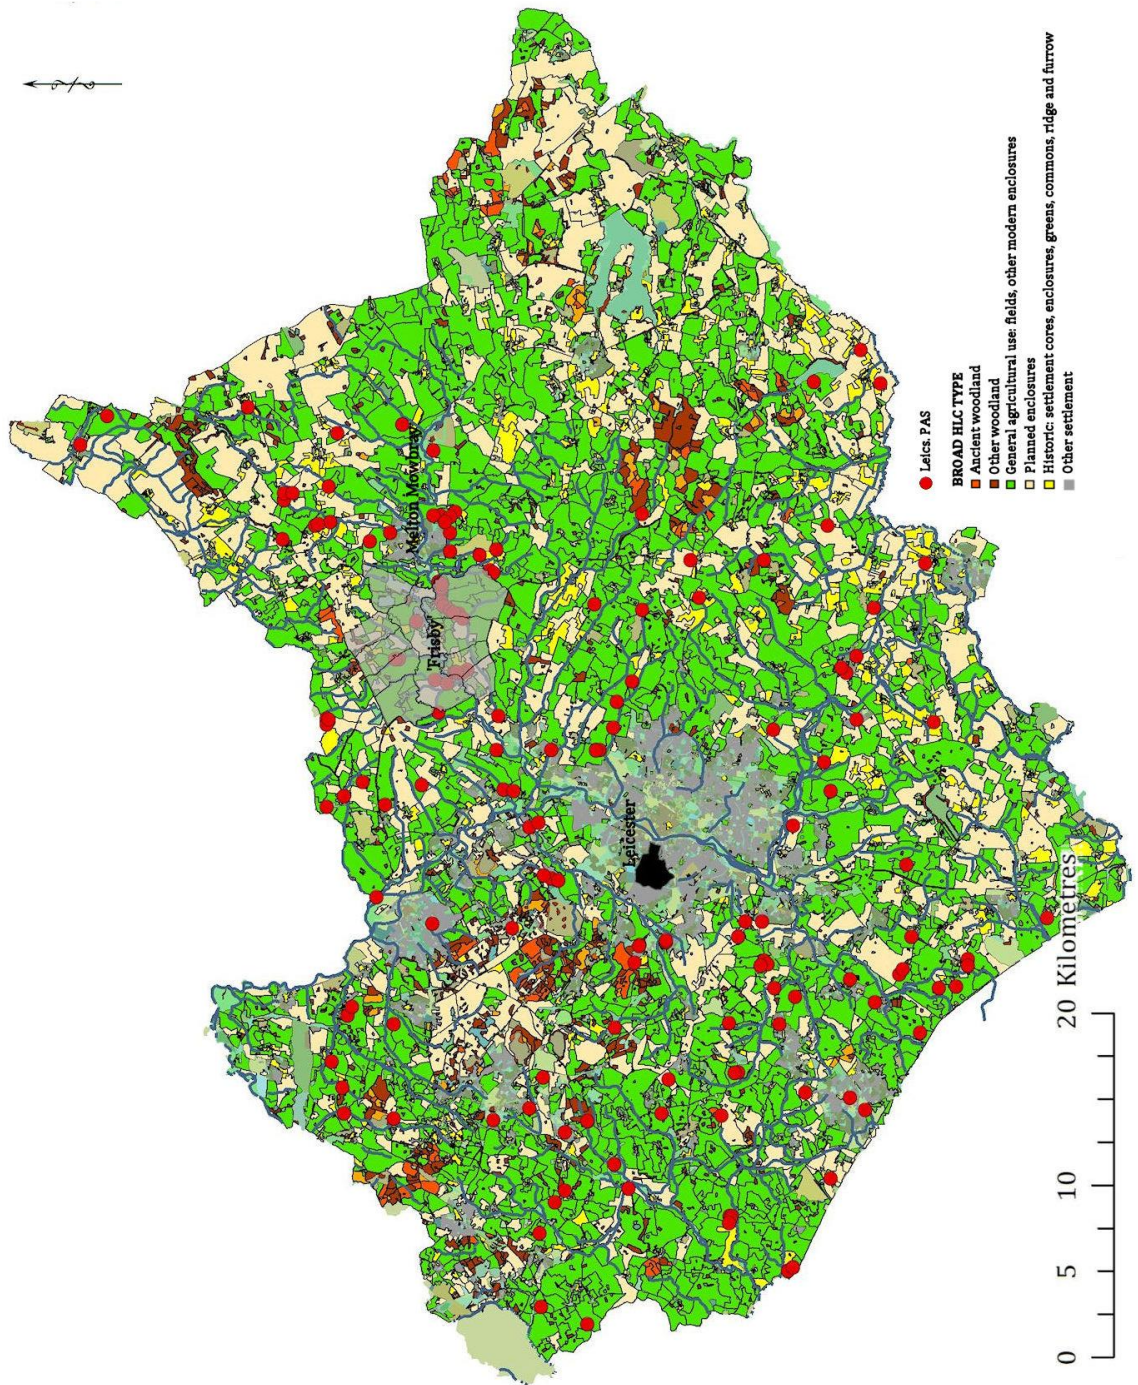 Melton Mowbray
'Frisby'
Leicester
Leics. PAS
BROAD HLC TYPE
Ancient woodland
Other woodland
General agricultural use: fields, other modern enclosures
Planned enclosures
Historic: settlement cores, enclosures, greens, commons, ridge and furrow
Other settlement
0 5 10 20 Kilometres